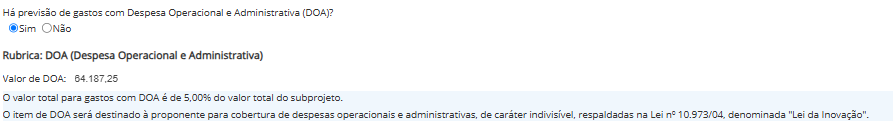 Há previsão de gastos com Despesa Operacional e Administrativa (DOA)?
Sim Não
Rubrica: DOA (Despesa Operacional e Administrativa)
Valor de DOA: 64.187,25
O valor total para gastos com DOA é de 5,00% do valor total do subprojeto.
O item de DOA será destinado à proponente para cobertura de despesas operacionais e administrativas, de caráter indivisível, respaldadas na Lei nº 10.973/04, denominada "Lei da Inovação".